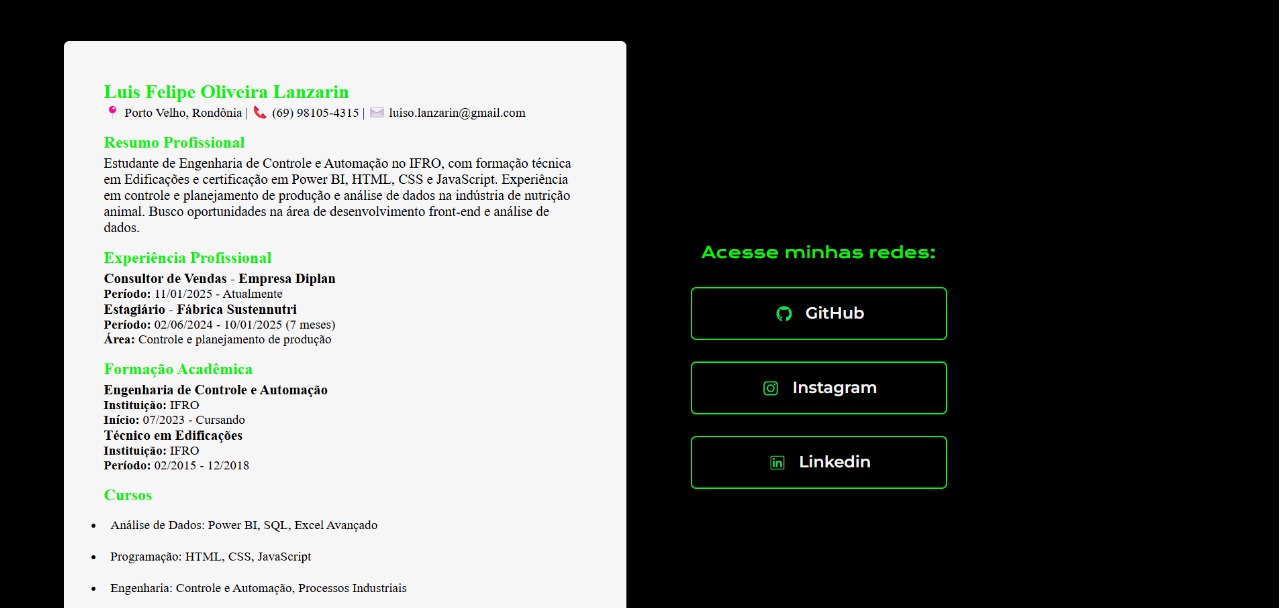 Luis Felipe Oliveira Lanzarin
Porto Velho, Rondônia | (69) 98105-4315 | luiso.lanzarin@gmail.com
Resumo Profissional
Estudante de Engenharia de Controle e Automação no IFRO, com formação técnica
em Edificações e certificação em Power BI, HTML, CSS e JavaScript. Experiência
em controle e planejamento de produção e análise de dados na indústria de nutrição
animal. Busco oportunidades na área de desenvolvimento front-end e análise de
dados.
Experiência Profissional
Consultor de Vendas - Empresa Diplan
Período: 11/01/2025 - Atualmente
Estagiário - Fábrica Sustennutri
Período: 02/06/2024 - 10/01/2025 (7 meses)
Área: Controle e planejamento de produção
Formação Acadêmica
Engenharia de Controle e Automação
Instituição: IFRO
Início: 07/2023 - Cursando
Técnico em Edificações
Instituição: IFRO
Período: 02/2015 - 12/2018
Cursos
Análise de Dados: Power BI, SQL, Excel Avançado
Programação: HTML, CSS, JavaScript
Engenharia: Controle e Automação, Processos Industriais
Acesse minhas redes:
GitHub
Instagram
Linkedin